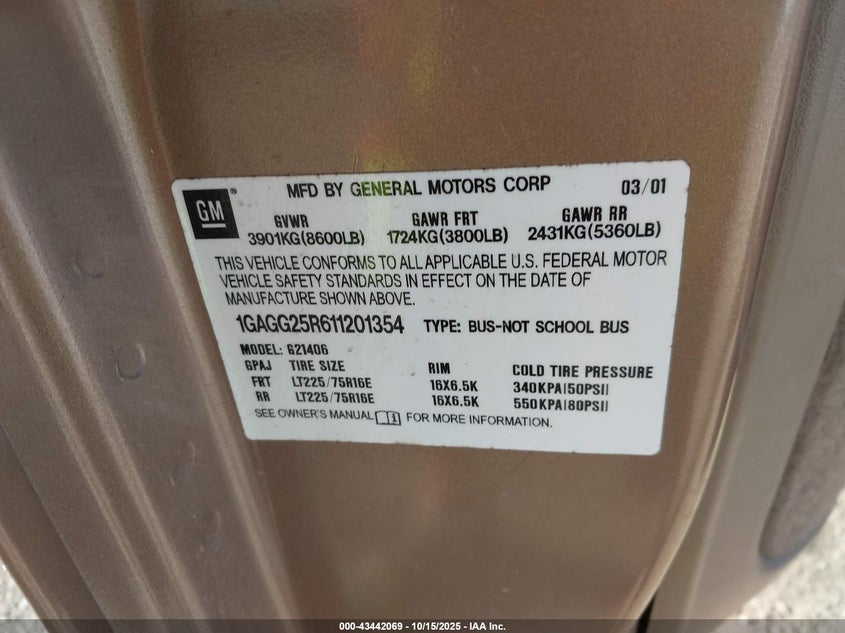 GM ® MFD BY GENERAL MOTORS CORP 03/01
GVWR GAWR FRT GAWR RR
3901KG(8600LB) 1724KG(3800LB) 2431KG(5360LB)
THIS VEHICLE CONFORMS TO ALL APPLICABLE U.S. FEDERAL MOTOR
VEHICLE SAFETY STANDARDS IN EFFECT ON THE DATE OF
MANUFACTURE SHOWN ABOVE.
1GAGG25R611201354 TYPE: BUS-NOT SCHOOL BUS
MODEL: G21406
GPAJ TIRE SIZE RIM COLD TIRE PRESSURE
FRT LT225/75R16E 16X6.5K 340KPA(50PSI)
RR LT225/75R16E 16X6.5K 550KPA(80PSI)
SEE OWNER'S MANUAL i FOR MORE INFORMATION.
000-43442069 - 10/15/2025 - IAA Inc.